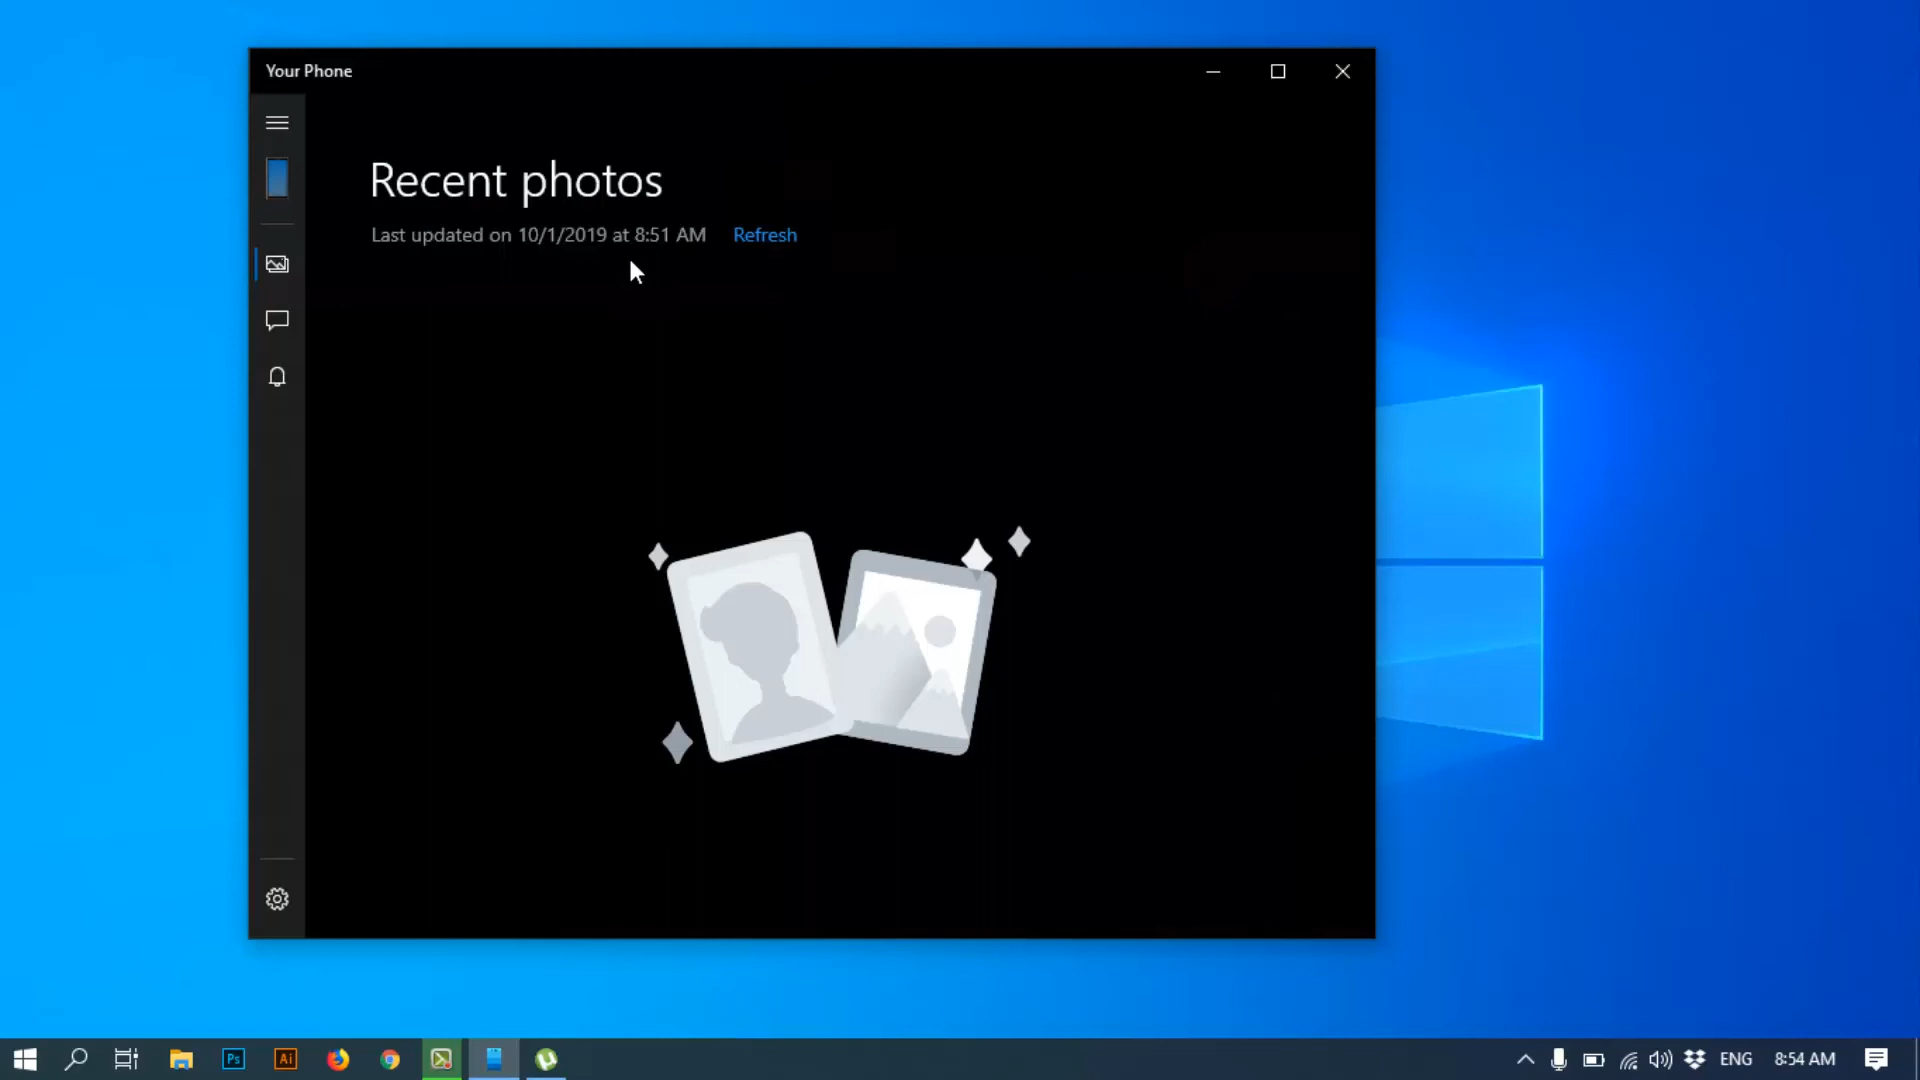 Your Phone
Recent photos
Last updated on 10/1/2019 at 8:51 AM Refresh
Ps
Ai
ENG
8:54 AM